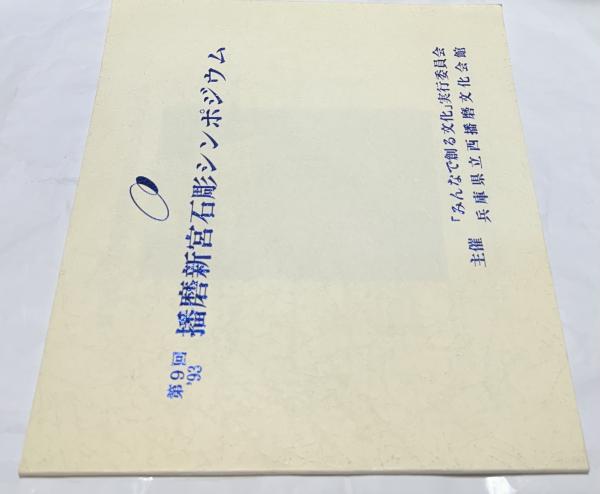 第9回
'93
播磨新宮石彫シンポジウム
「みんなで創る文化」実行委員会
主催 兵庫県立西播磨文化会館